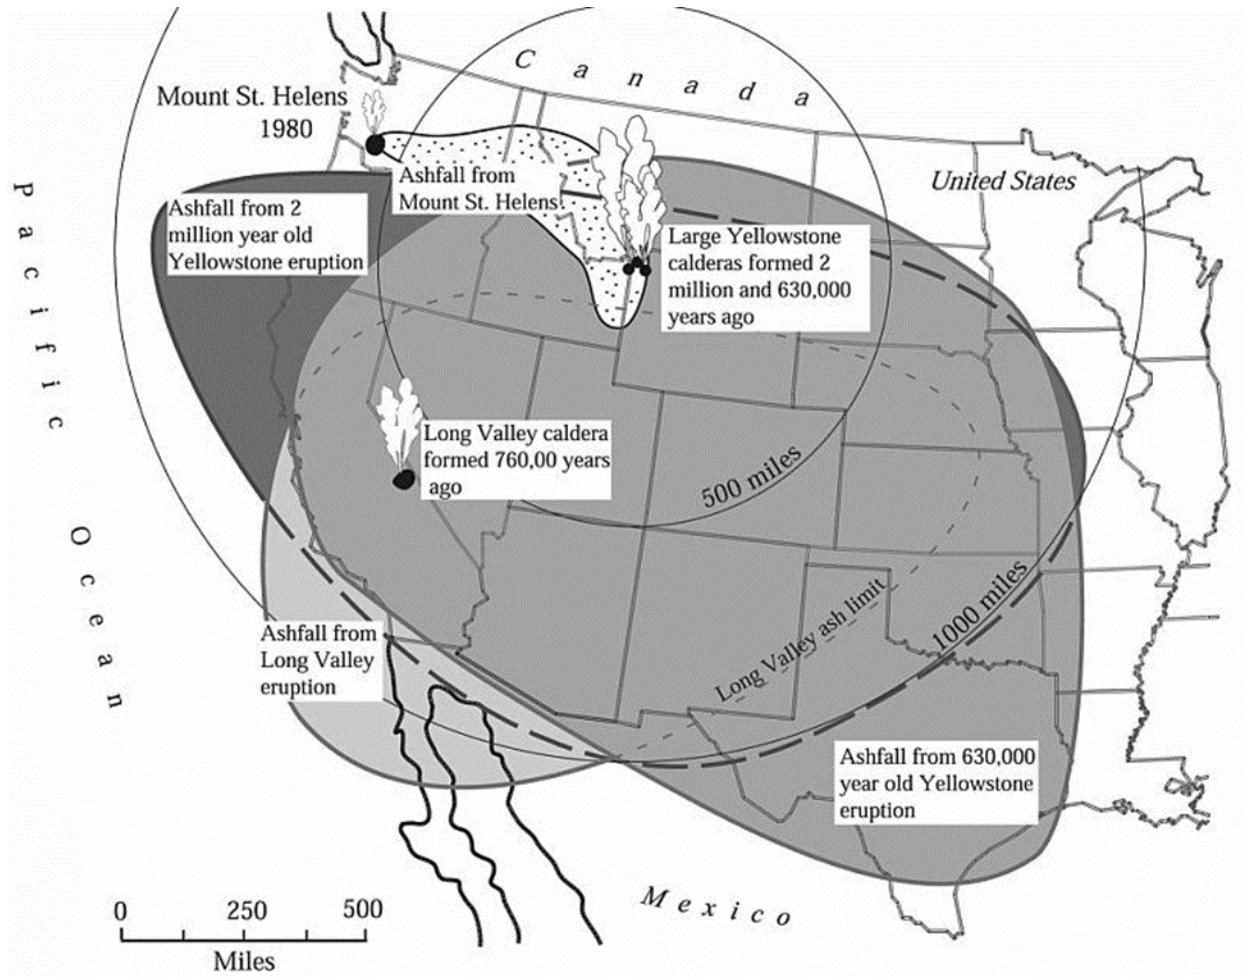 Canada
Mount St. Helens
1980
Ashfall from
Mount St. Helens
United States
Pacific
Ocean
Ashfall from 2
million year old
Yellowstone eruption
Large Yellowstone
calderas formed 2
million and 630,000
years ago
Long Valley caldera
formed 760,00 years
ago
500 miles
1000 miles
Long Valley ash limit
Ashfall from
Long Valley
eruption
Ashfall from 630,000
year old Yellowstone
eruption
Mexico
0 250 500
Miles